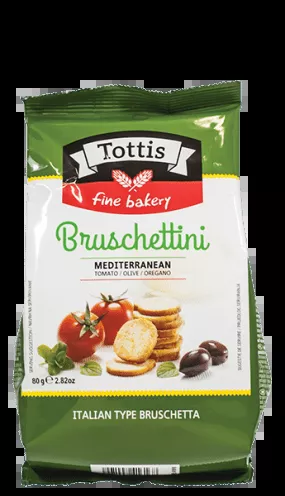 Tottis
fine bakery
Bruschettini
MEDITERRANEAN
TOMATO / OLIVE / OREGANO
80g ℮ 2.82oz
ITALIAN TYPE BRUSCHETTA